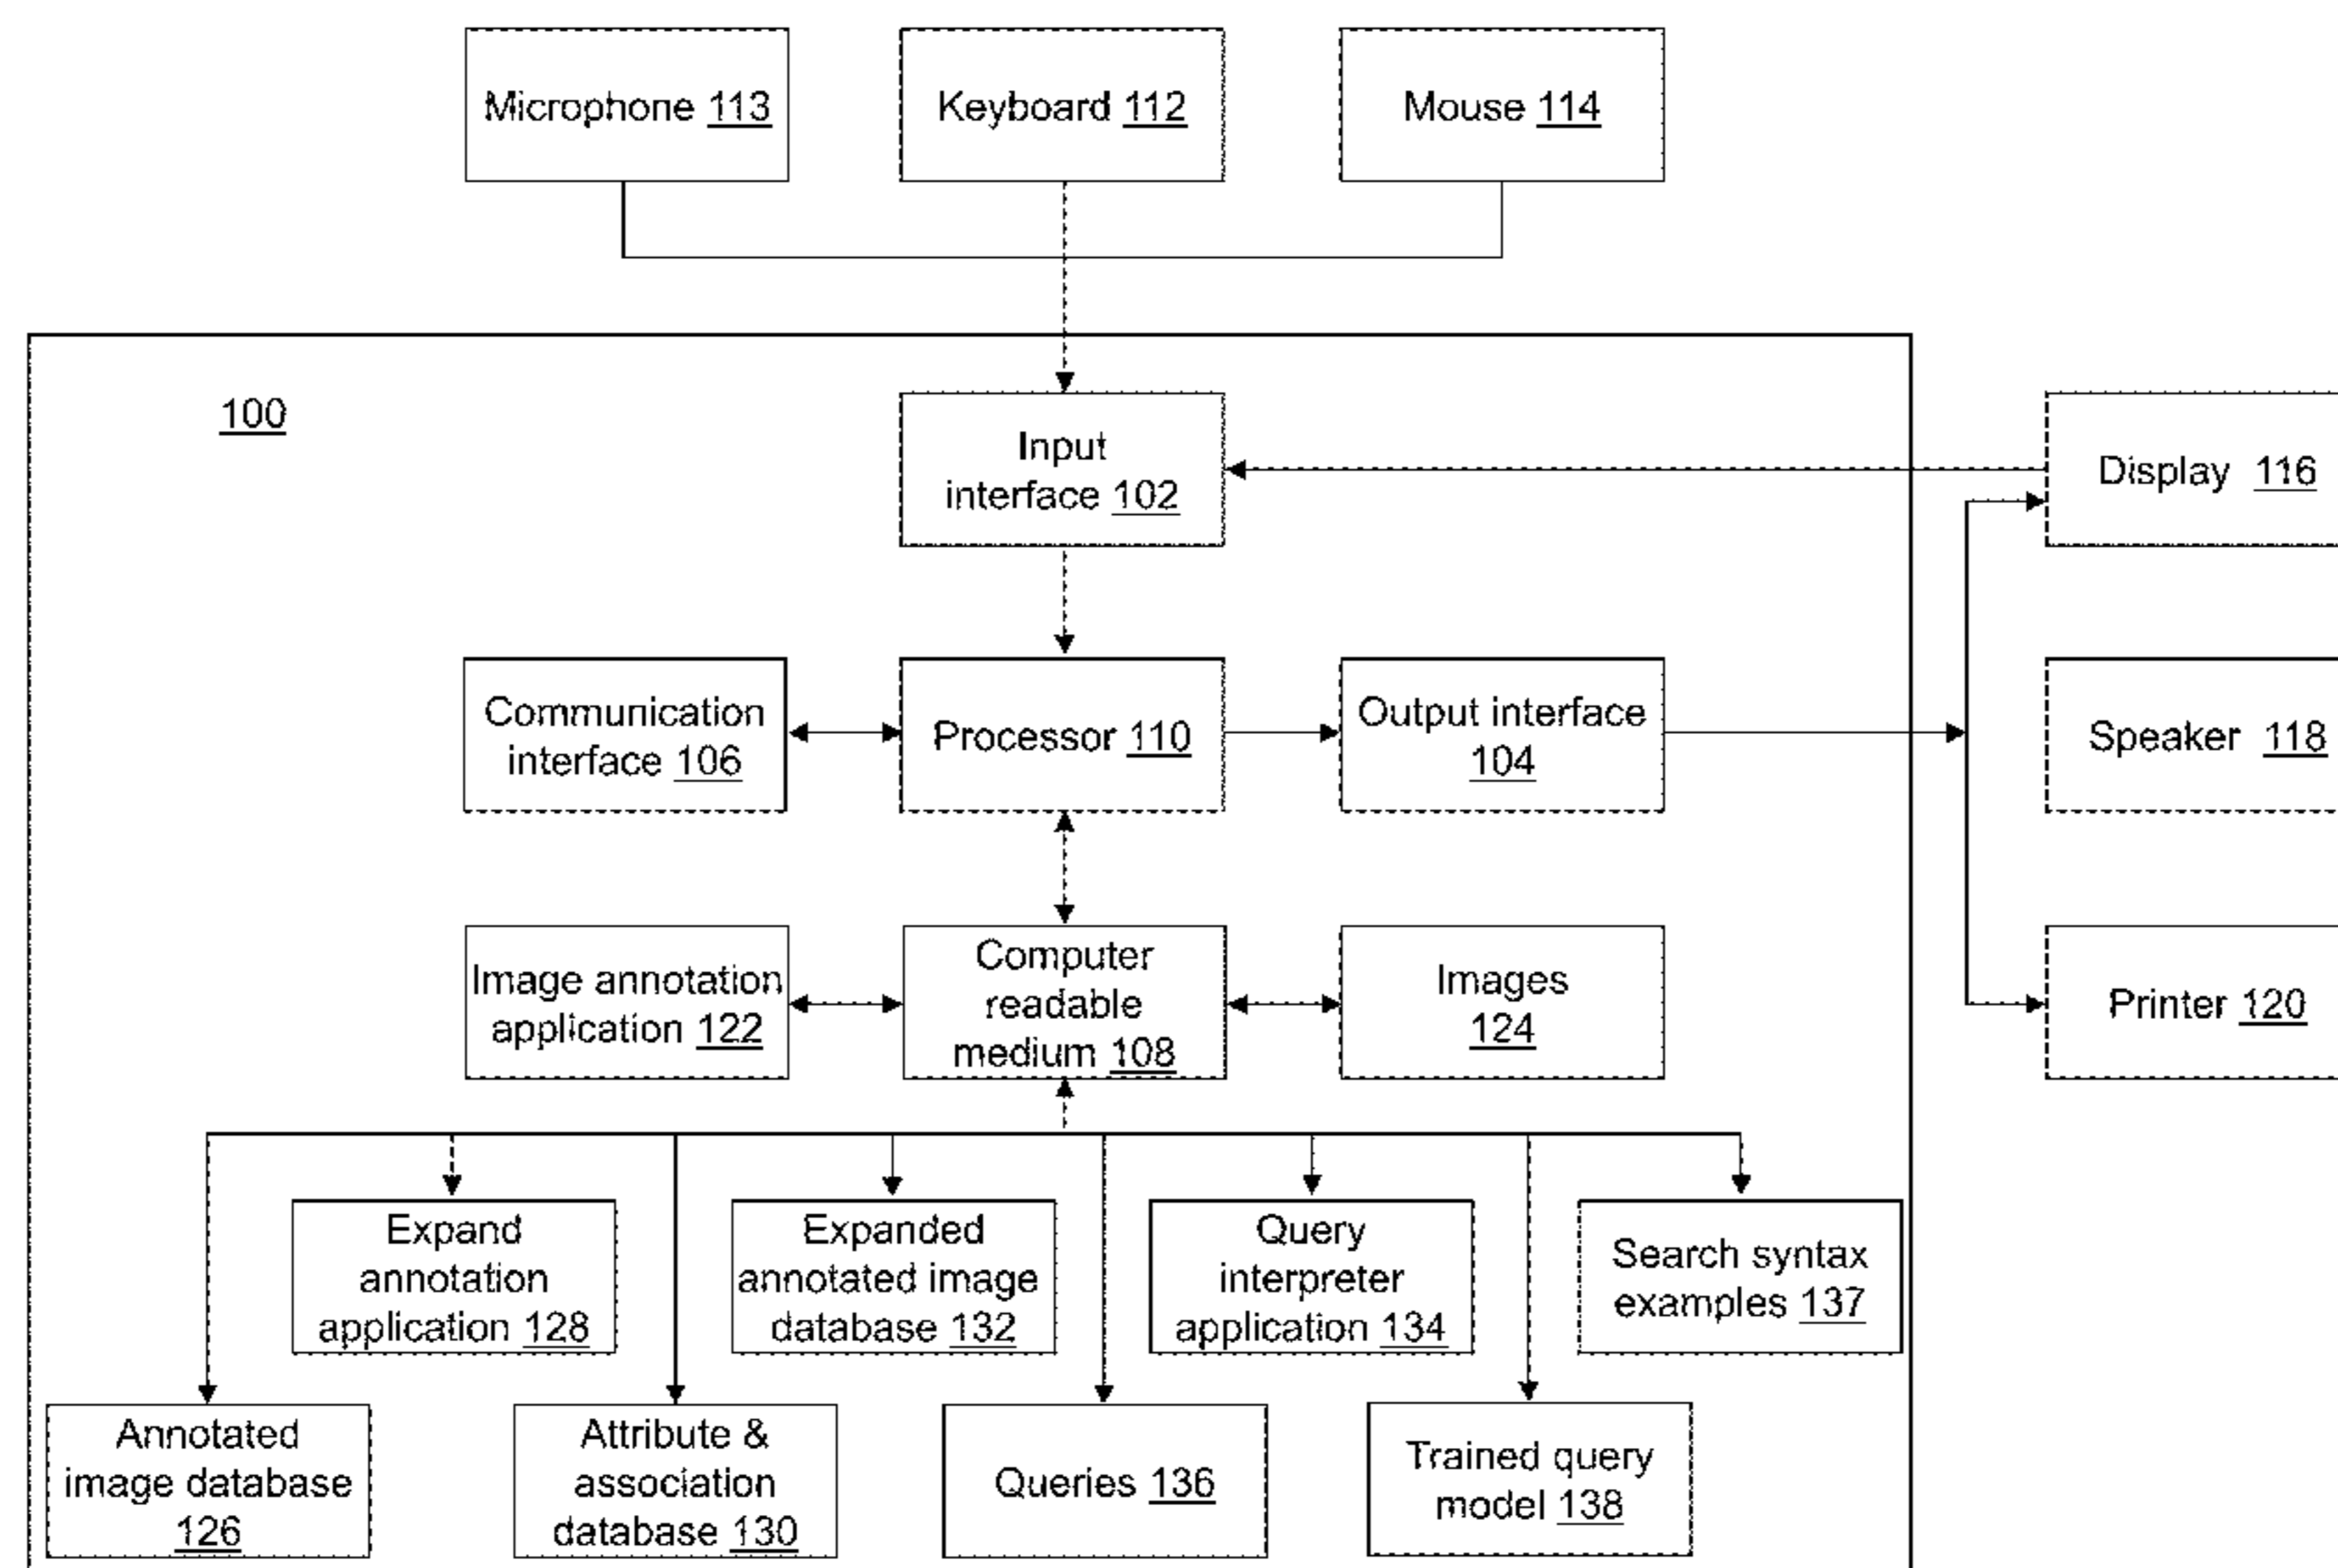 Microphone 113
Keyboard 112
Mouse 114
100
Input
interface 102
Display 116
Communication
interface 106
Processor 110
Output interface
104
Speaker 118
Image annotation
application 122
Computer
readable
medium 108
Images
124
Printer 120
Expand
annotation
application 128
Expanded
annotated image
database 132
Query
interpreter
application 134
Search syntax
examples 137
Annotated
image database
126
Attribute &
association
database 130
Queries 136
Trained query
model 138